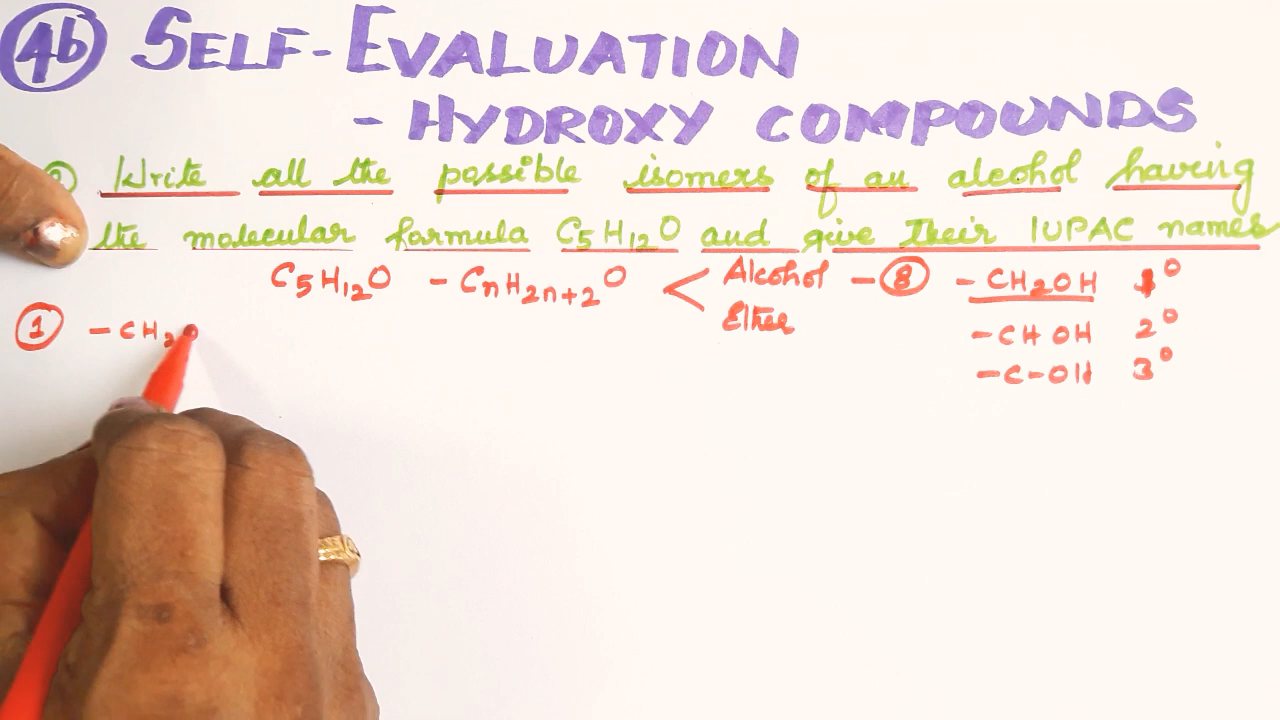 4b SELF-EVALUATION
- HYDROXY COMPOUNDS
Write all the possible isomers of an alcohol having
the molecular formula C5H12O and give their IUPAC names
C5H12O - CnH2n+2O < Alcohol - 8 - CH2OH 1°
Ether - CHOH 2°
- C-OH 3°
1 - CH2